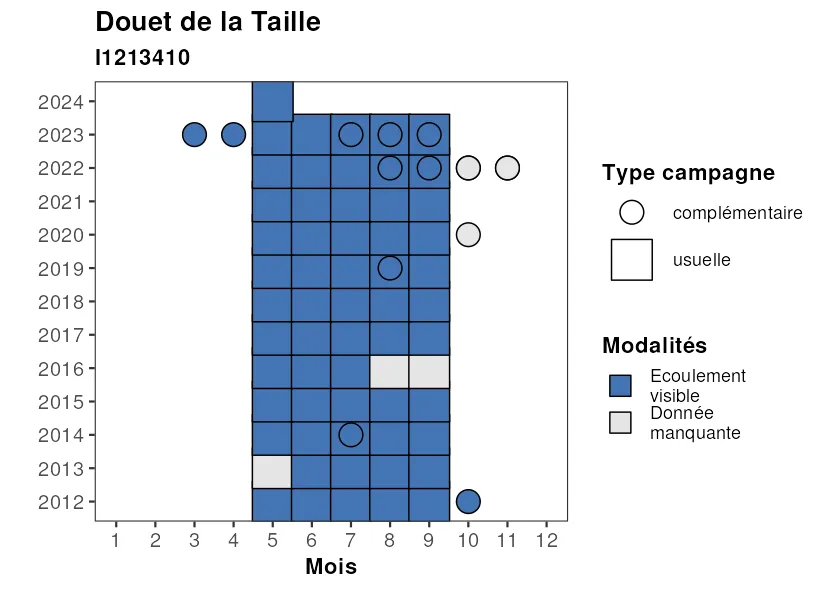 Douet de la Taille
I1213410
2024
2023
2022
2021
2020
2019
2018
2017
2016
2015
2014
2013
2012
1 2 3 4 5 6 7 8 9 10 11 12
Mois
Type campagne
complémentaire
usuelle
Modalités
Ecoulement
visible
Donnée
manquante